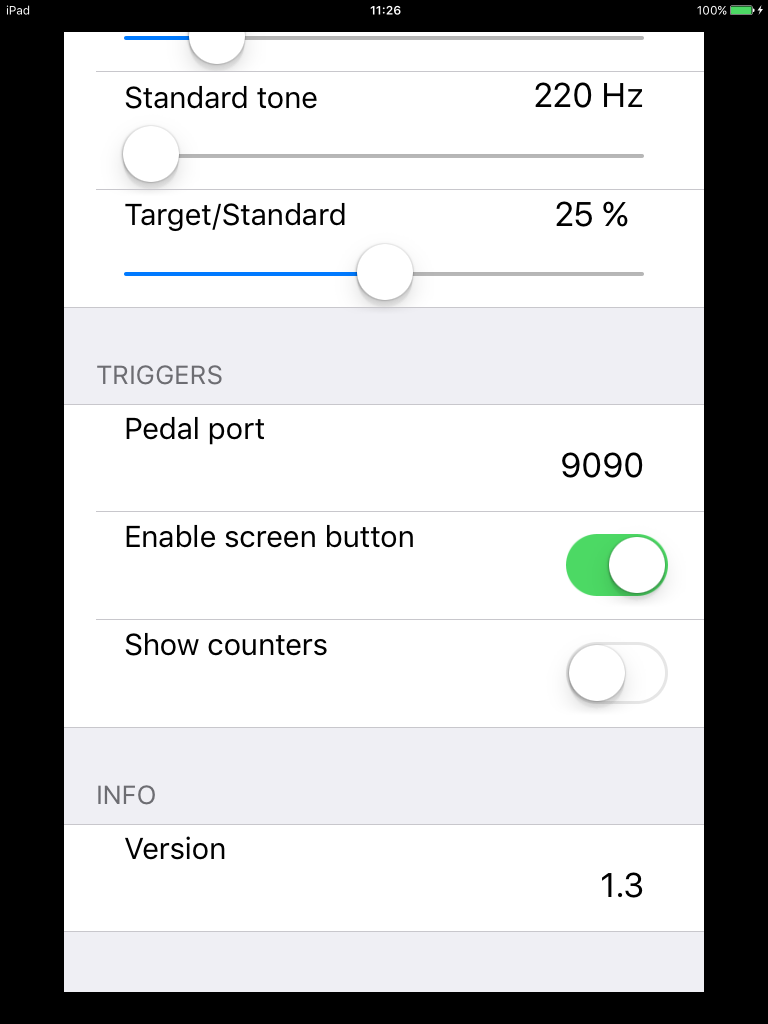 iPad 11:26 100%
Standard tone 220 Hz
Target/Standard 25 %
TRIGGERS
Pedal port
9090
Enable screen button
Show counters
INFO
Version
1.3